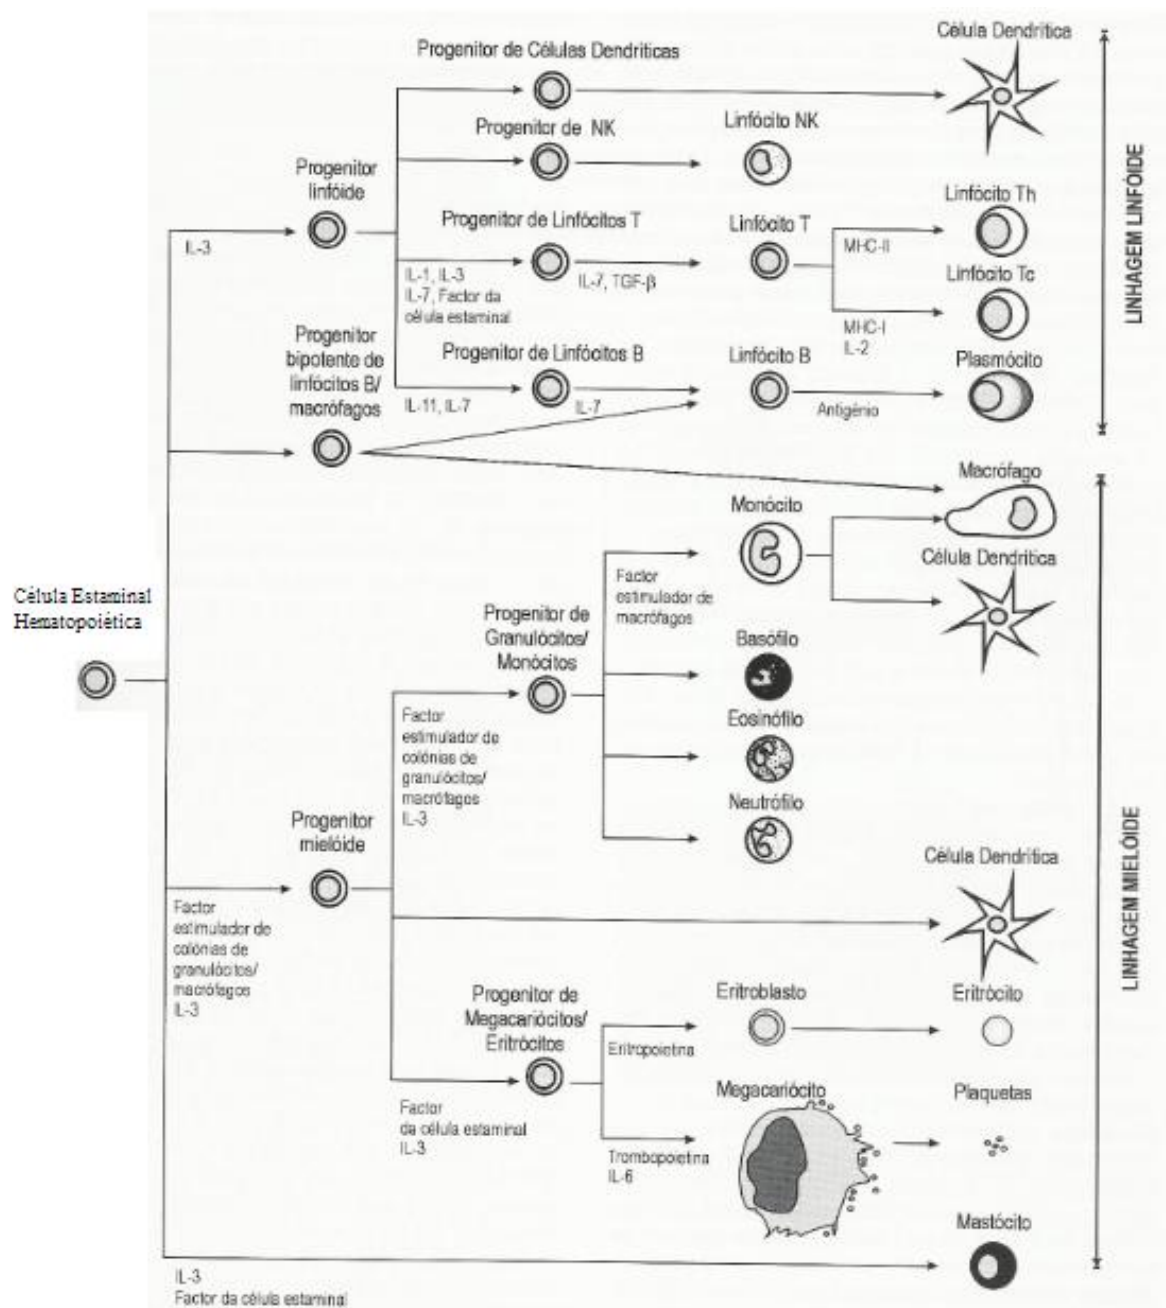 Célula Dendrítica
Progenitor de Células Dendríticas
Progenitor de NK
Linfócito NK
Progenitor
linfóide
Progenitor de Linfócitos T
Linfócito T
Linfócito Th
IL-3
MHC-II
IL-1, IL-3
IL-7, Factor da
célula estaminal
IL-7, TGF-β
Linfócito Tc
MHC-I
IL-2
Progenitor
bipotente de
linfócitos B/
macrófagos
Progenitor de Linfócitos B
Linfócito B
Plasmócito
IL-11, IL-7
IL-7
Antigénio
LINHAGEM LINFÓIDE
Macrófago
Monócito
Célula Dendrítica
Factor
estimulador de
macrófagos
Célula Estaminal
Hematopoiética
Progenitor de
Granulócitos/
Monócitos
Basófilo
Eosinófilo
Neutrófilo
Factor
estimulador de
colónias de
granulócitos/
macrófagos
IL-3
Progenitor
mielóide
Célula Dendrítica
Factor
estimulador de
colónias de
granulócitos/
macrófagos
IL-3
LINHAGEM MIELÓIDE
Progenitor de
Megacariócitos/
Eritrócitos
Eritroblasto
Eritrócito
Eritropoietina
Factor
da célula estaminal
IL-3
Megacariócito
Plaquetas
Trombopoietina
IL-6
Mastócito
IL-3
Factor da célula estaminal